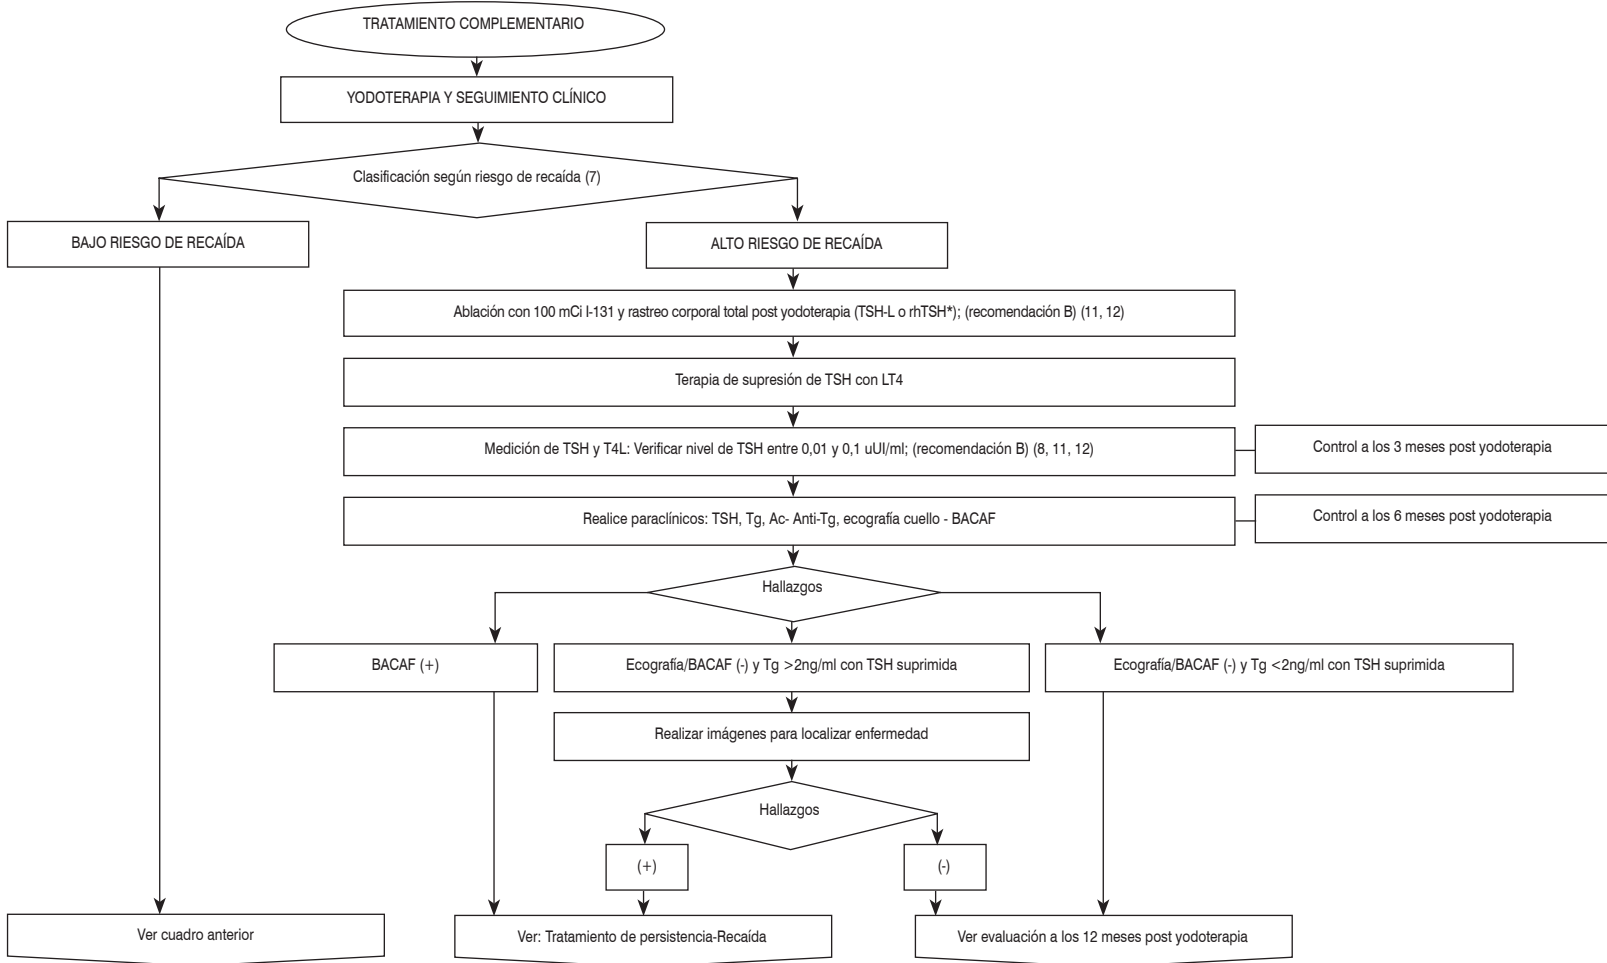 TRATAMIENTO COMPLEMENTARIO
YODOTERAPIA Y SEGUIMIENTO CLÍNICO
Clasificación según riesgo de recaída (7)
BAJO RIESGO DE RECAÍDA
ALTO RIESGO DE RECAÍDA
Ablación con 100 mCi I-131 y rastreo corporal total post yodoterapia (TSH-L o rhTSH*); (recomendación B) (11, 12)
Terapia de supresión de TSH con LT4
Medición de TSH y T4L: Verificar nivel de TSH entre 0,01 y 0,1 uUI/ml; (recomendación B) (8, 11, 12)
Control a los 3 meses post yodoterapia
Realice paraclínicos: TSH, Tg, Ac- Anti-Tg, ecografía cuello - BACAF
Control a los 6 meses post yodoterapia
Hallazgos
BACAF (+)
Ecografía/BACAF (-) y Tg >2ng/ml con TSH suprimida
Ecografía/BACAF (-) y Tg <2ng/ml con TSH suprimida
Realizar imágenes para localizar enfermedad
Hallazgos
(+)
(-)
Ver cuadro anterior
Ver: Tratamiento de persistencia-Recaída
Ver evaluación a los 12 meses post yodoterapia